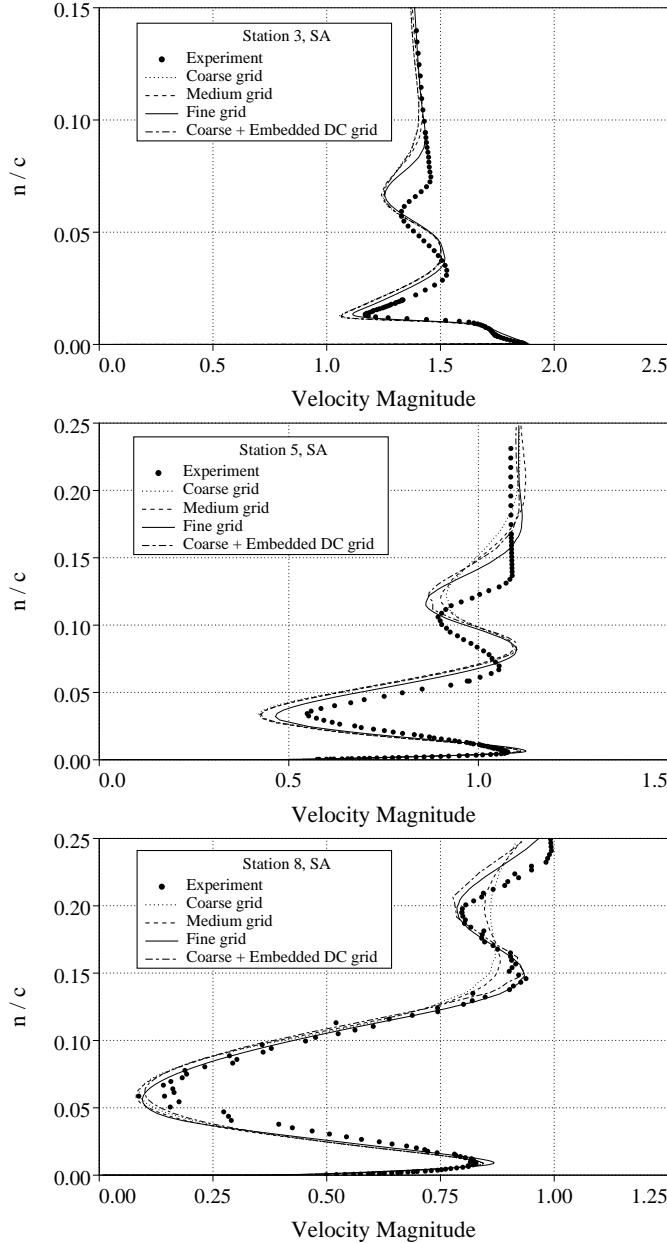 0.15
0.10
0.05
0.00
n / c
Station 3, SA
Experiment
Coarse grid
Medium grid
Fine grid
Coarse + Embedded DC grid
0.0 0.5 1.0 1.5 2.0 2.5
Velocity Magnitude
0.25
0.20
0.15
0.10
0.05
0.00
n / c
Station 5, SA
Experiment
Coarse grid
Medium grid
Fine grid
Coarse + Embedded DC grid
0.0 0.5 1.0 1.5
Velocity Magnitude
0.25
0.20
0.15
0.10
0.05
0.00
n / c
Station 8, SA
Experiment
Coarse grid
Medium grid
Fine grid
Coarse + Embedded DC grid
0.00 0.25 0.50 0.75 1.00 1.25
Velocity Magnitude